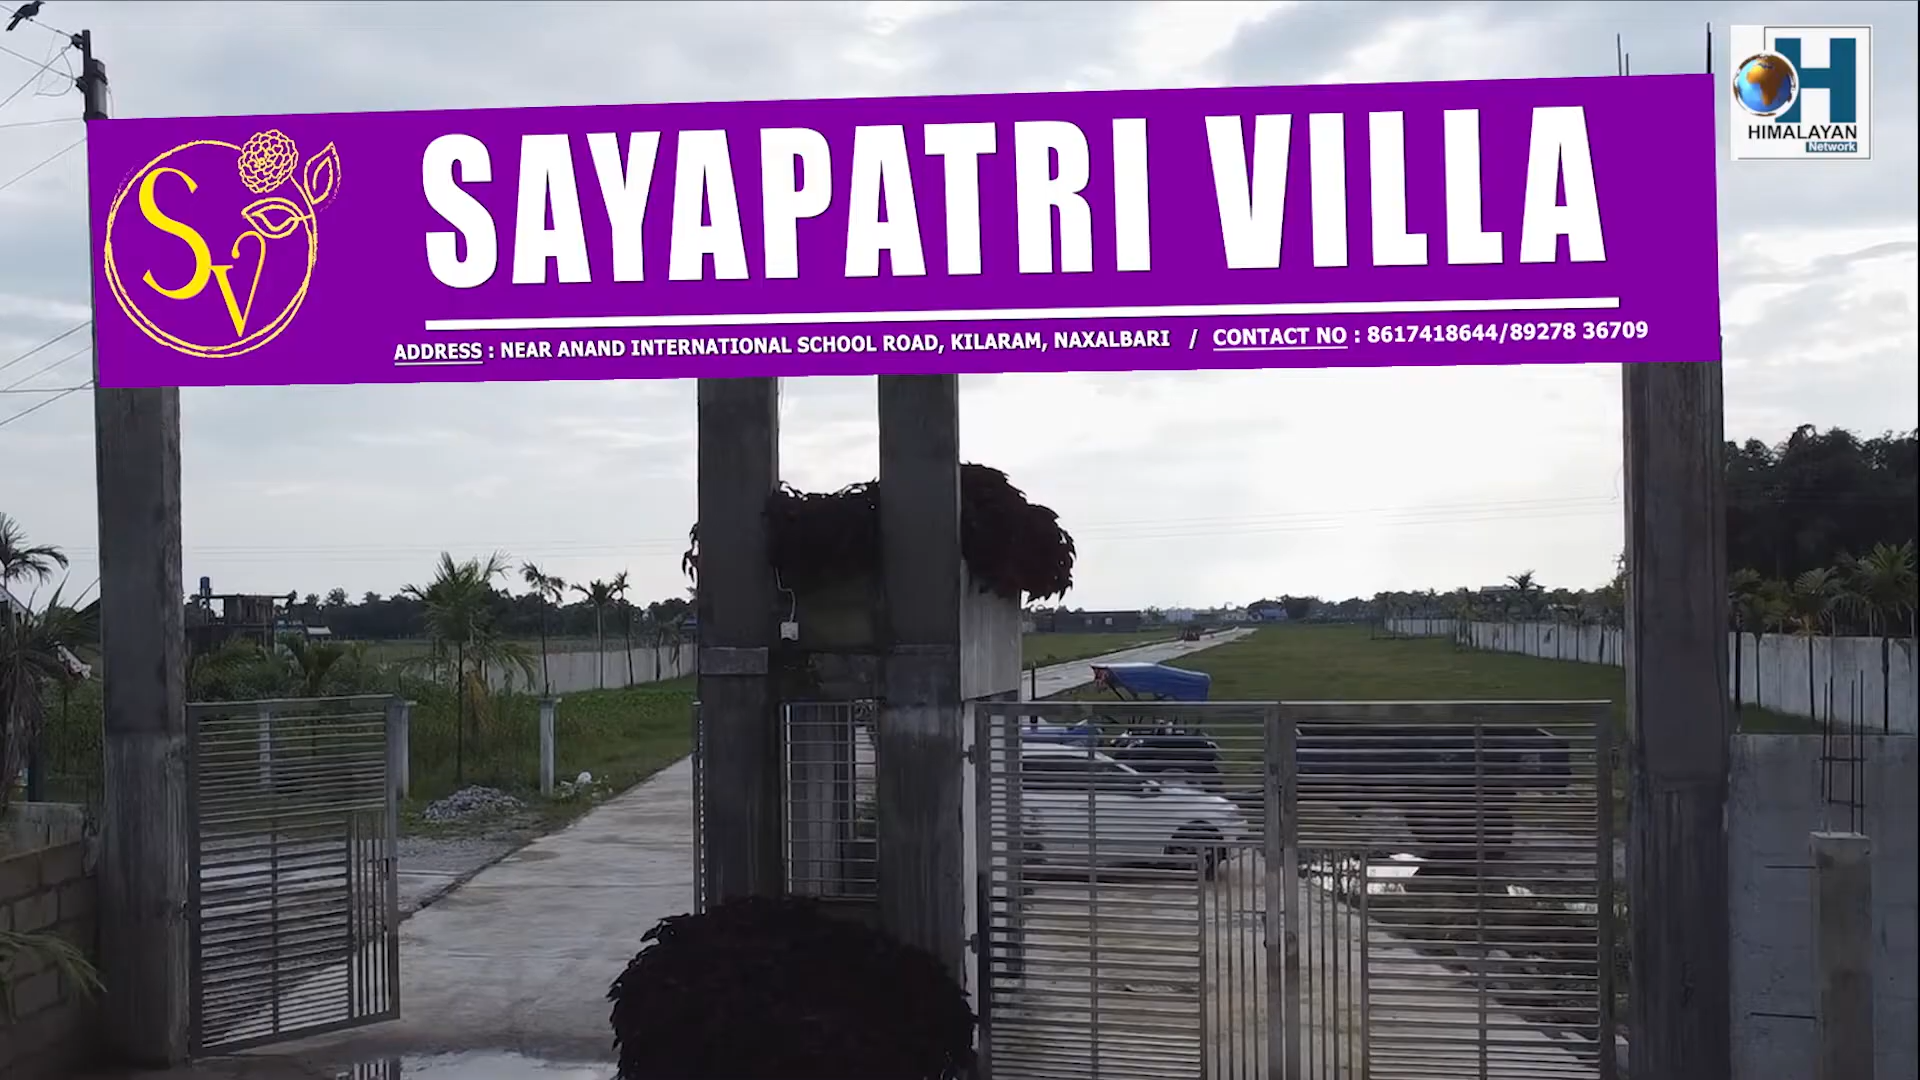 SAYAPATRI VILLA
SV
ADDRESS : NEAR ANAND INTERNATIONAL SCHOOL ROAD, KILARAM, NAXALBARI / CONTACT NO : 8617418644/89278 36709
H
HIMALAYAN
Network